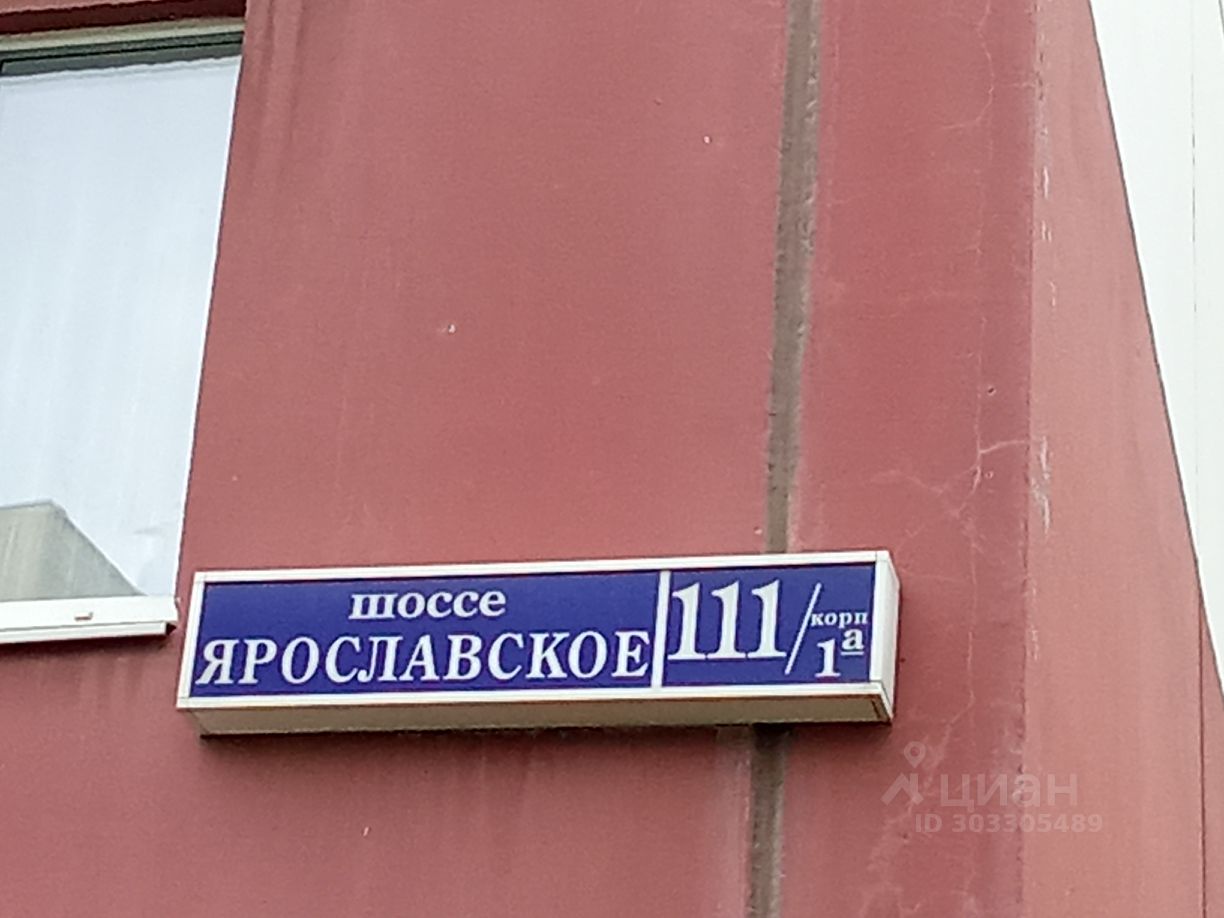 шоссе
ЯРОСЛАВСКОЕ
111/корп 1а
циан
ID 303305489